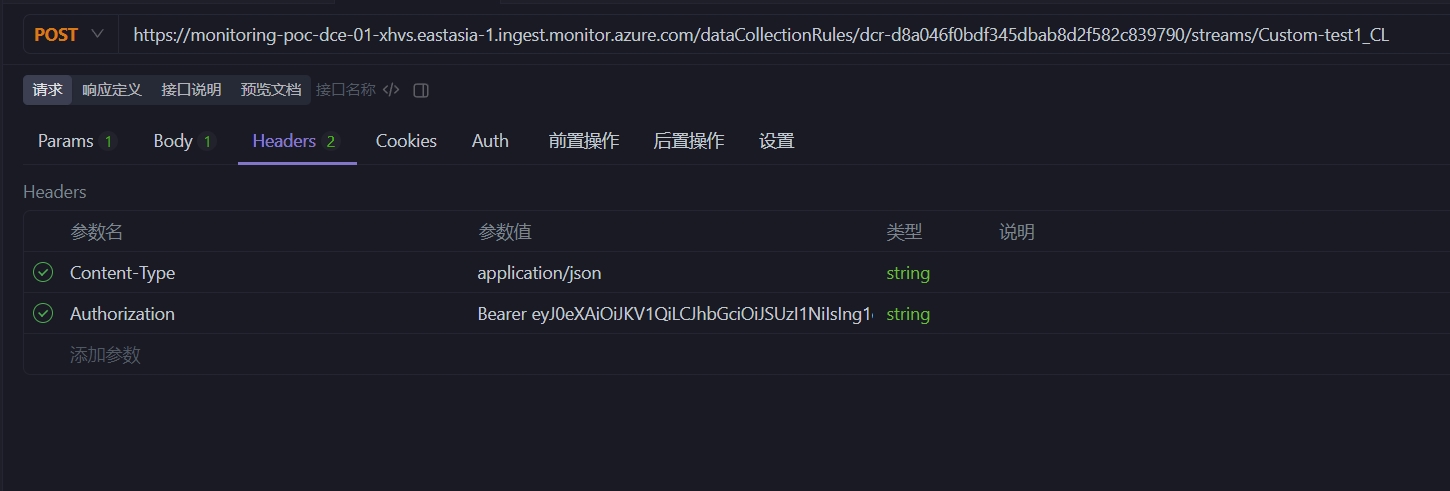 POST https://monitoring-poc-dce-01-xhvs.eastasia-1.ingest.monitor.azure.com/dataCollectionRules/dcr-d8a046f0bdf345dbab8d2f582c839790/streams/Custom-test1_CL
请求 响应定义 接口说明 预览文档 接口名称 </>
Params 1 Body 1 Headers 2 Cookies Auth 前置操作 后置操作 设置
Headers
参数名 参数值 类型 说明
Content-Type application/json string
Authorization Bearer eyJ0eXAiOiJKV1QiLCJhbGciOiJSUzI1NiIsIng1 string
添加参数